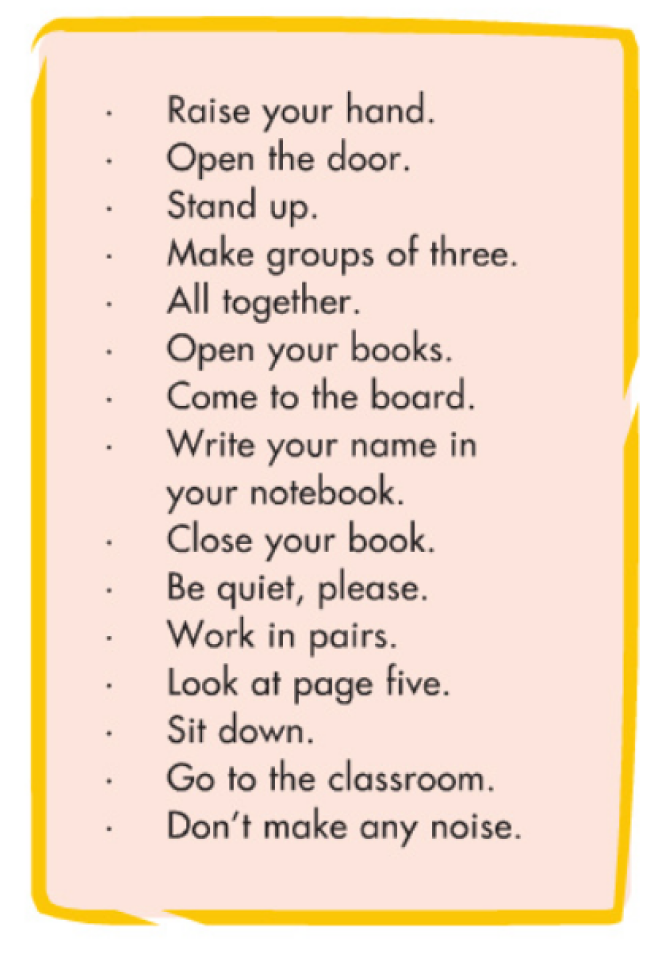 · Raise your hand.
· Open the door.
· Stand up.
· Make groups of three.
· All together.
· Open your books.
· Come to the board.
· Write your name in
your notebook.
· Close your book.
· Be quiet, please.
· Work in pairs.
· Look at page five.
· Sit down.
· Go to the classroom.
· Don't make any noise.